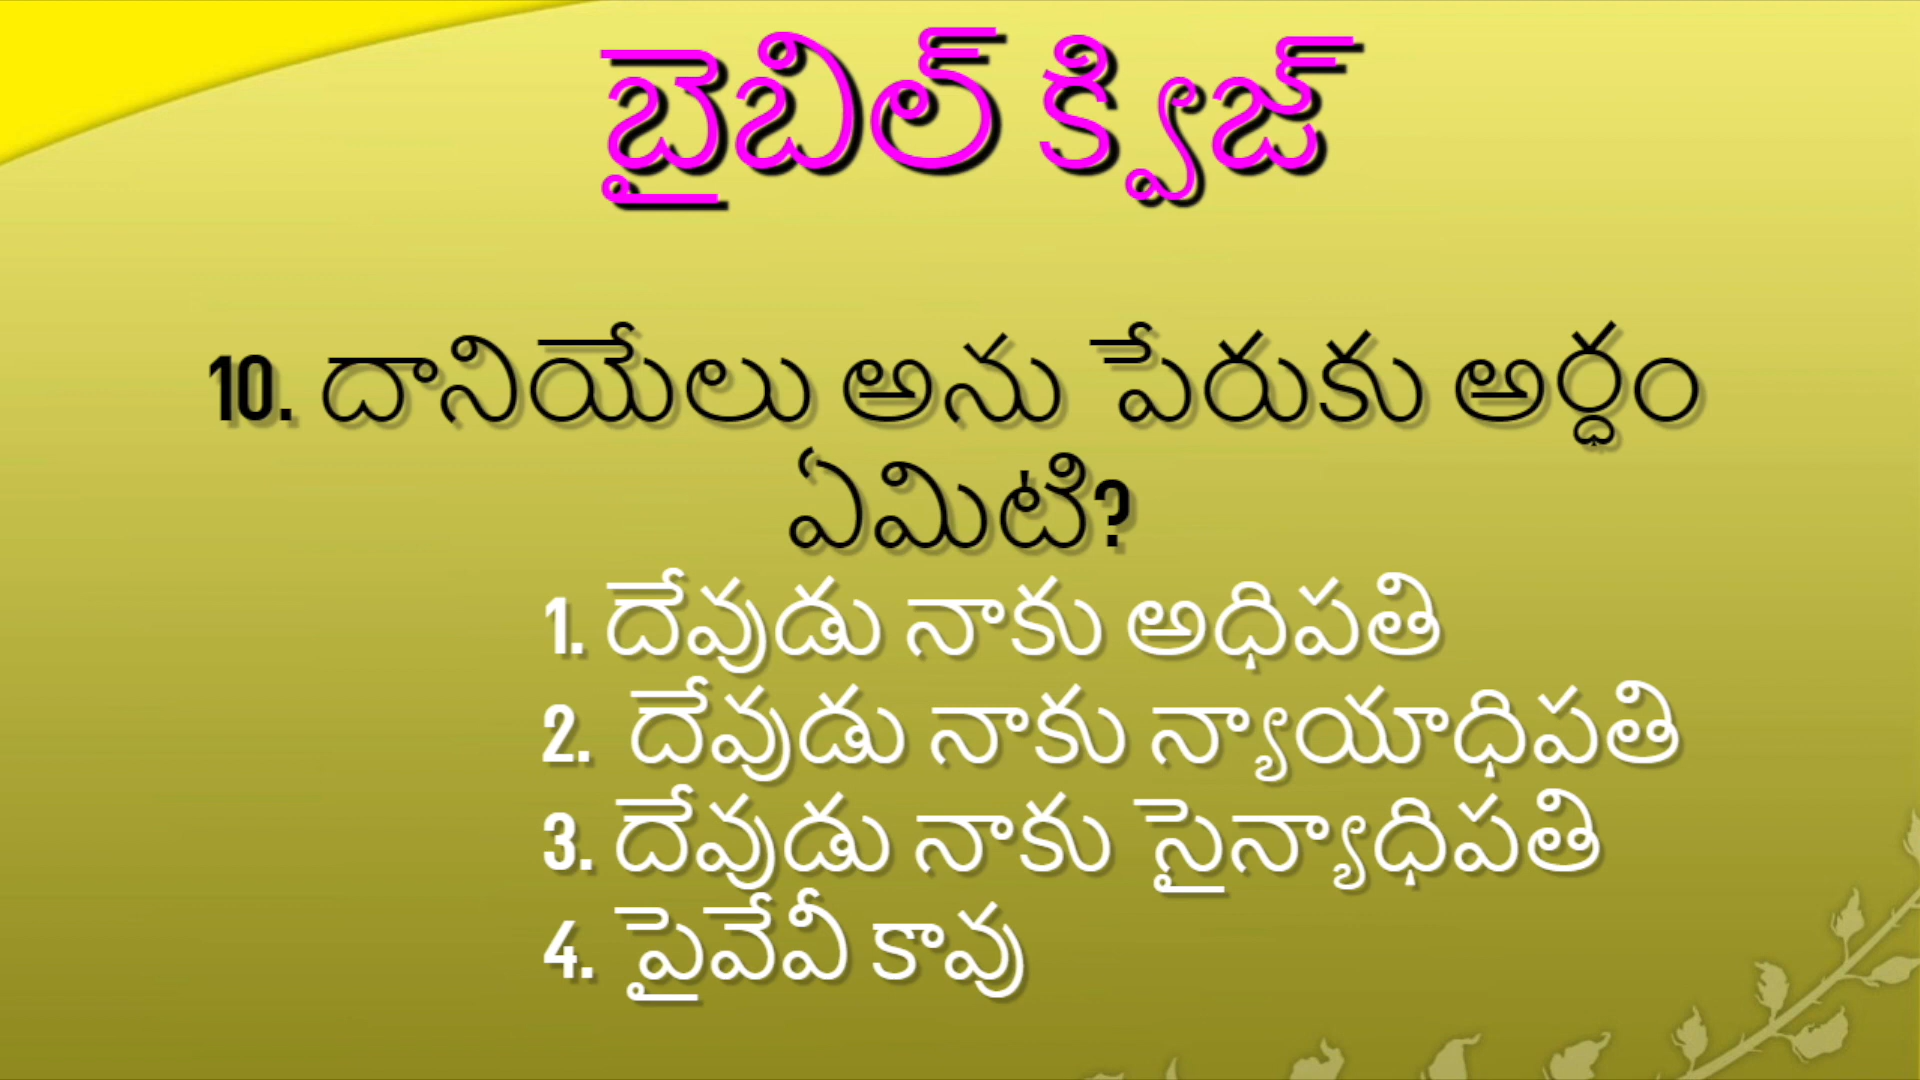 బైబిల్ క్విజ్
10. దానియేలు అను పేరుకు అర్ధం
ఏమిటి?
1. దేవుడు నాకు అధిపతి
2. దేవుడు నాకు న్యాయాధిపతి
3. దేవుడు నాకు సైన్యాధిపతి
4. పైవేవీ కావు